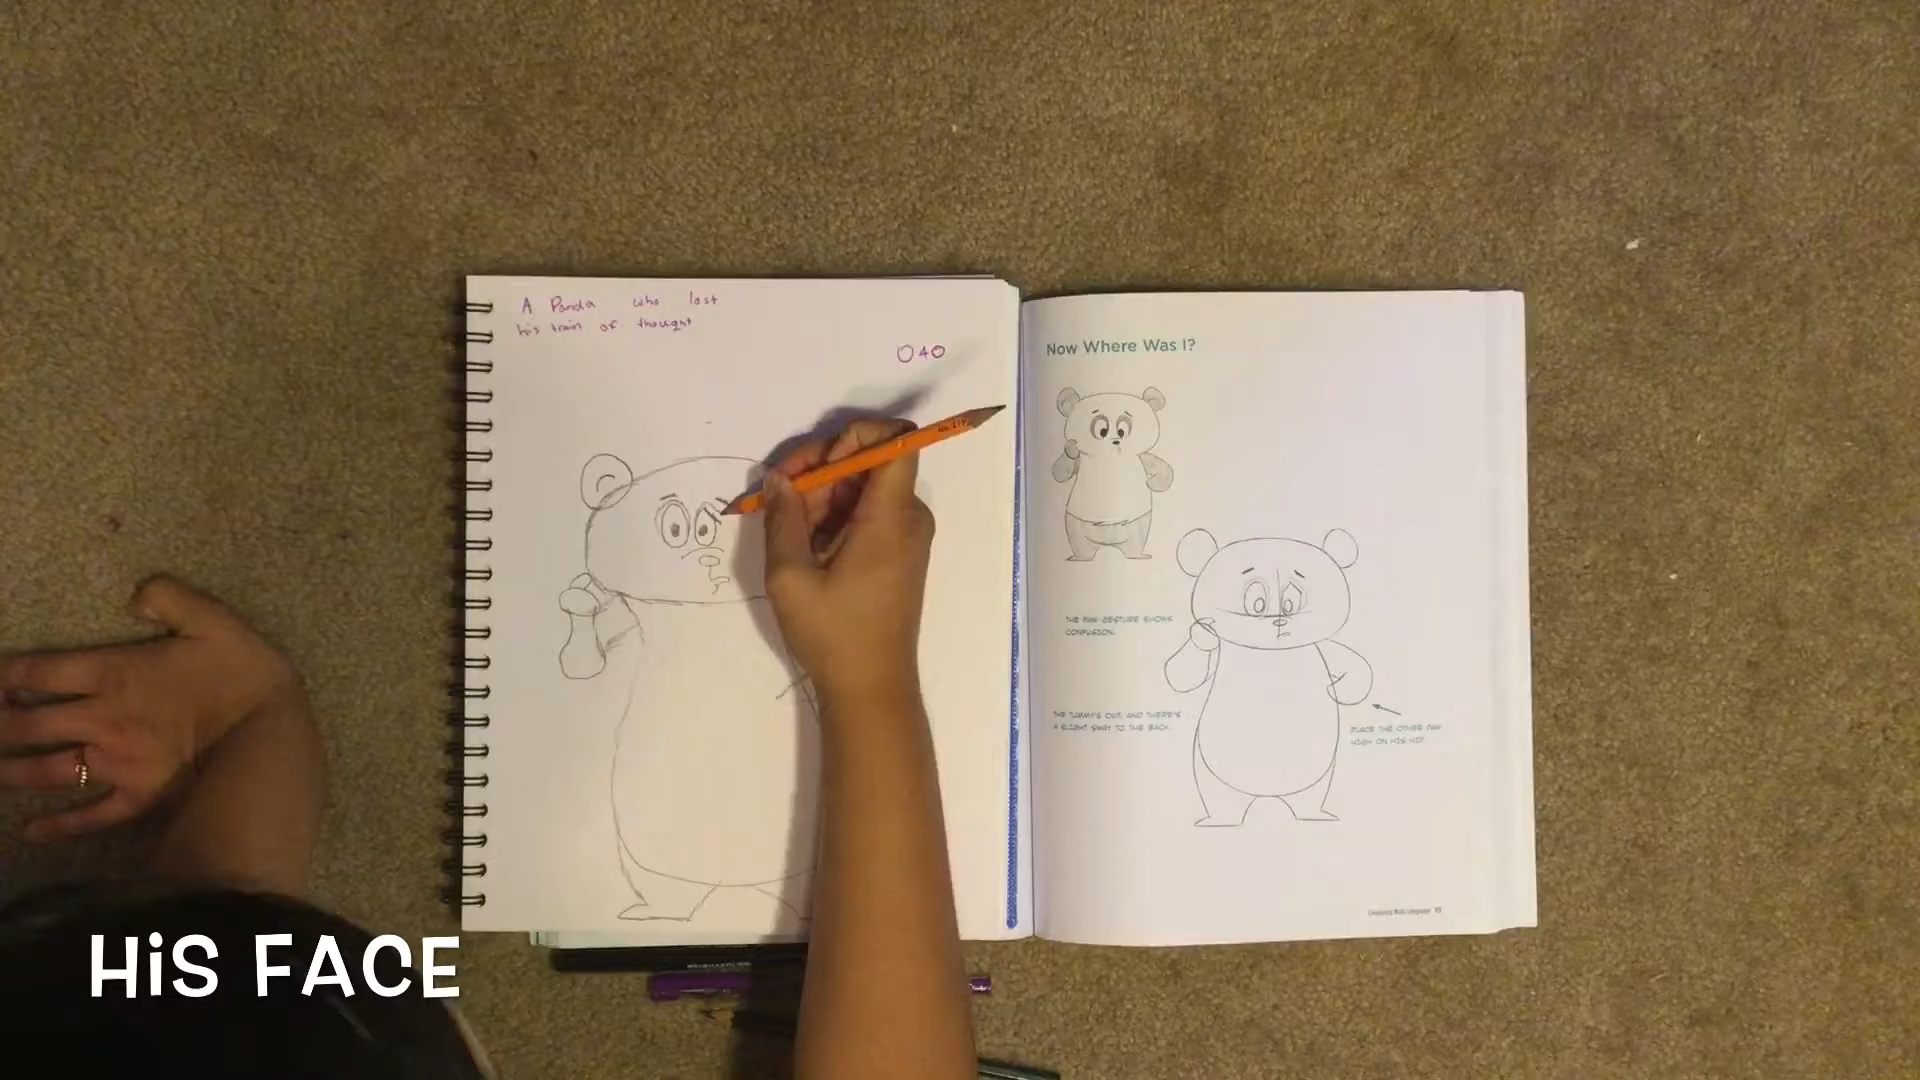 A Panda who lost
his train of thought
040
Now Where Was I?
THE PAW GESTURE SHOWS
CONFUSION.
THE TUMMY'S OUT, AND THERE'S
A SLIGHT SWAY TO THE BACK.
PLACE THE OTHER PAW
HIGH ON HIS HIP.
HiS FACE